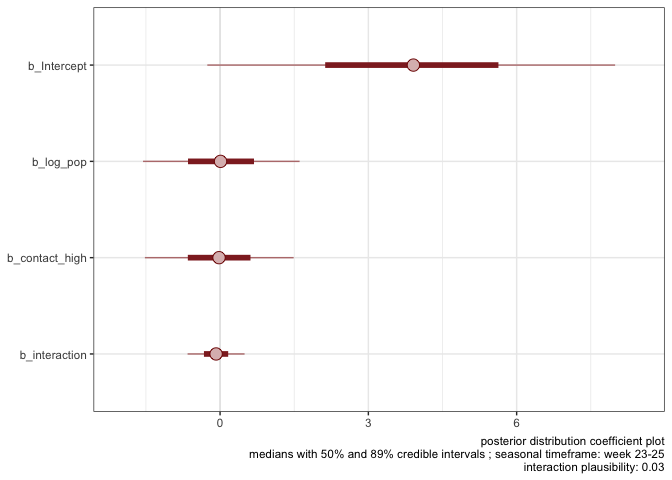 b_Intercept
b_log_pop
b_contact_high
b_interaction
0 3 6
posterior distribution coefficient plot
medians with 50% and 89% credible intervals ; seasonal timeframe: week 23-25
interaction plausibility: 0.03